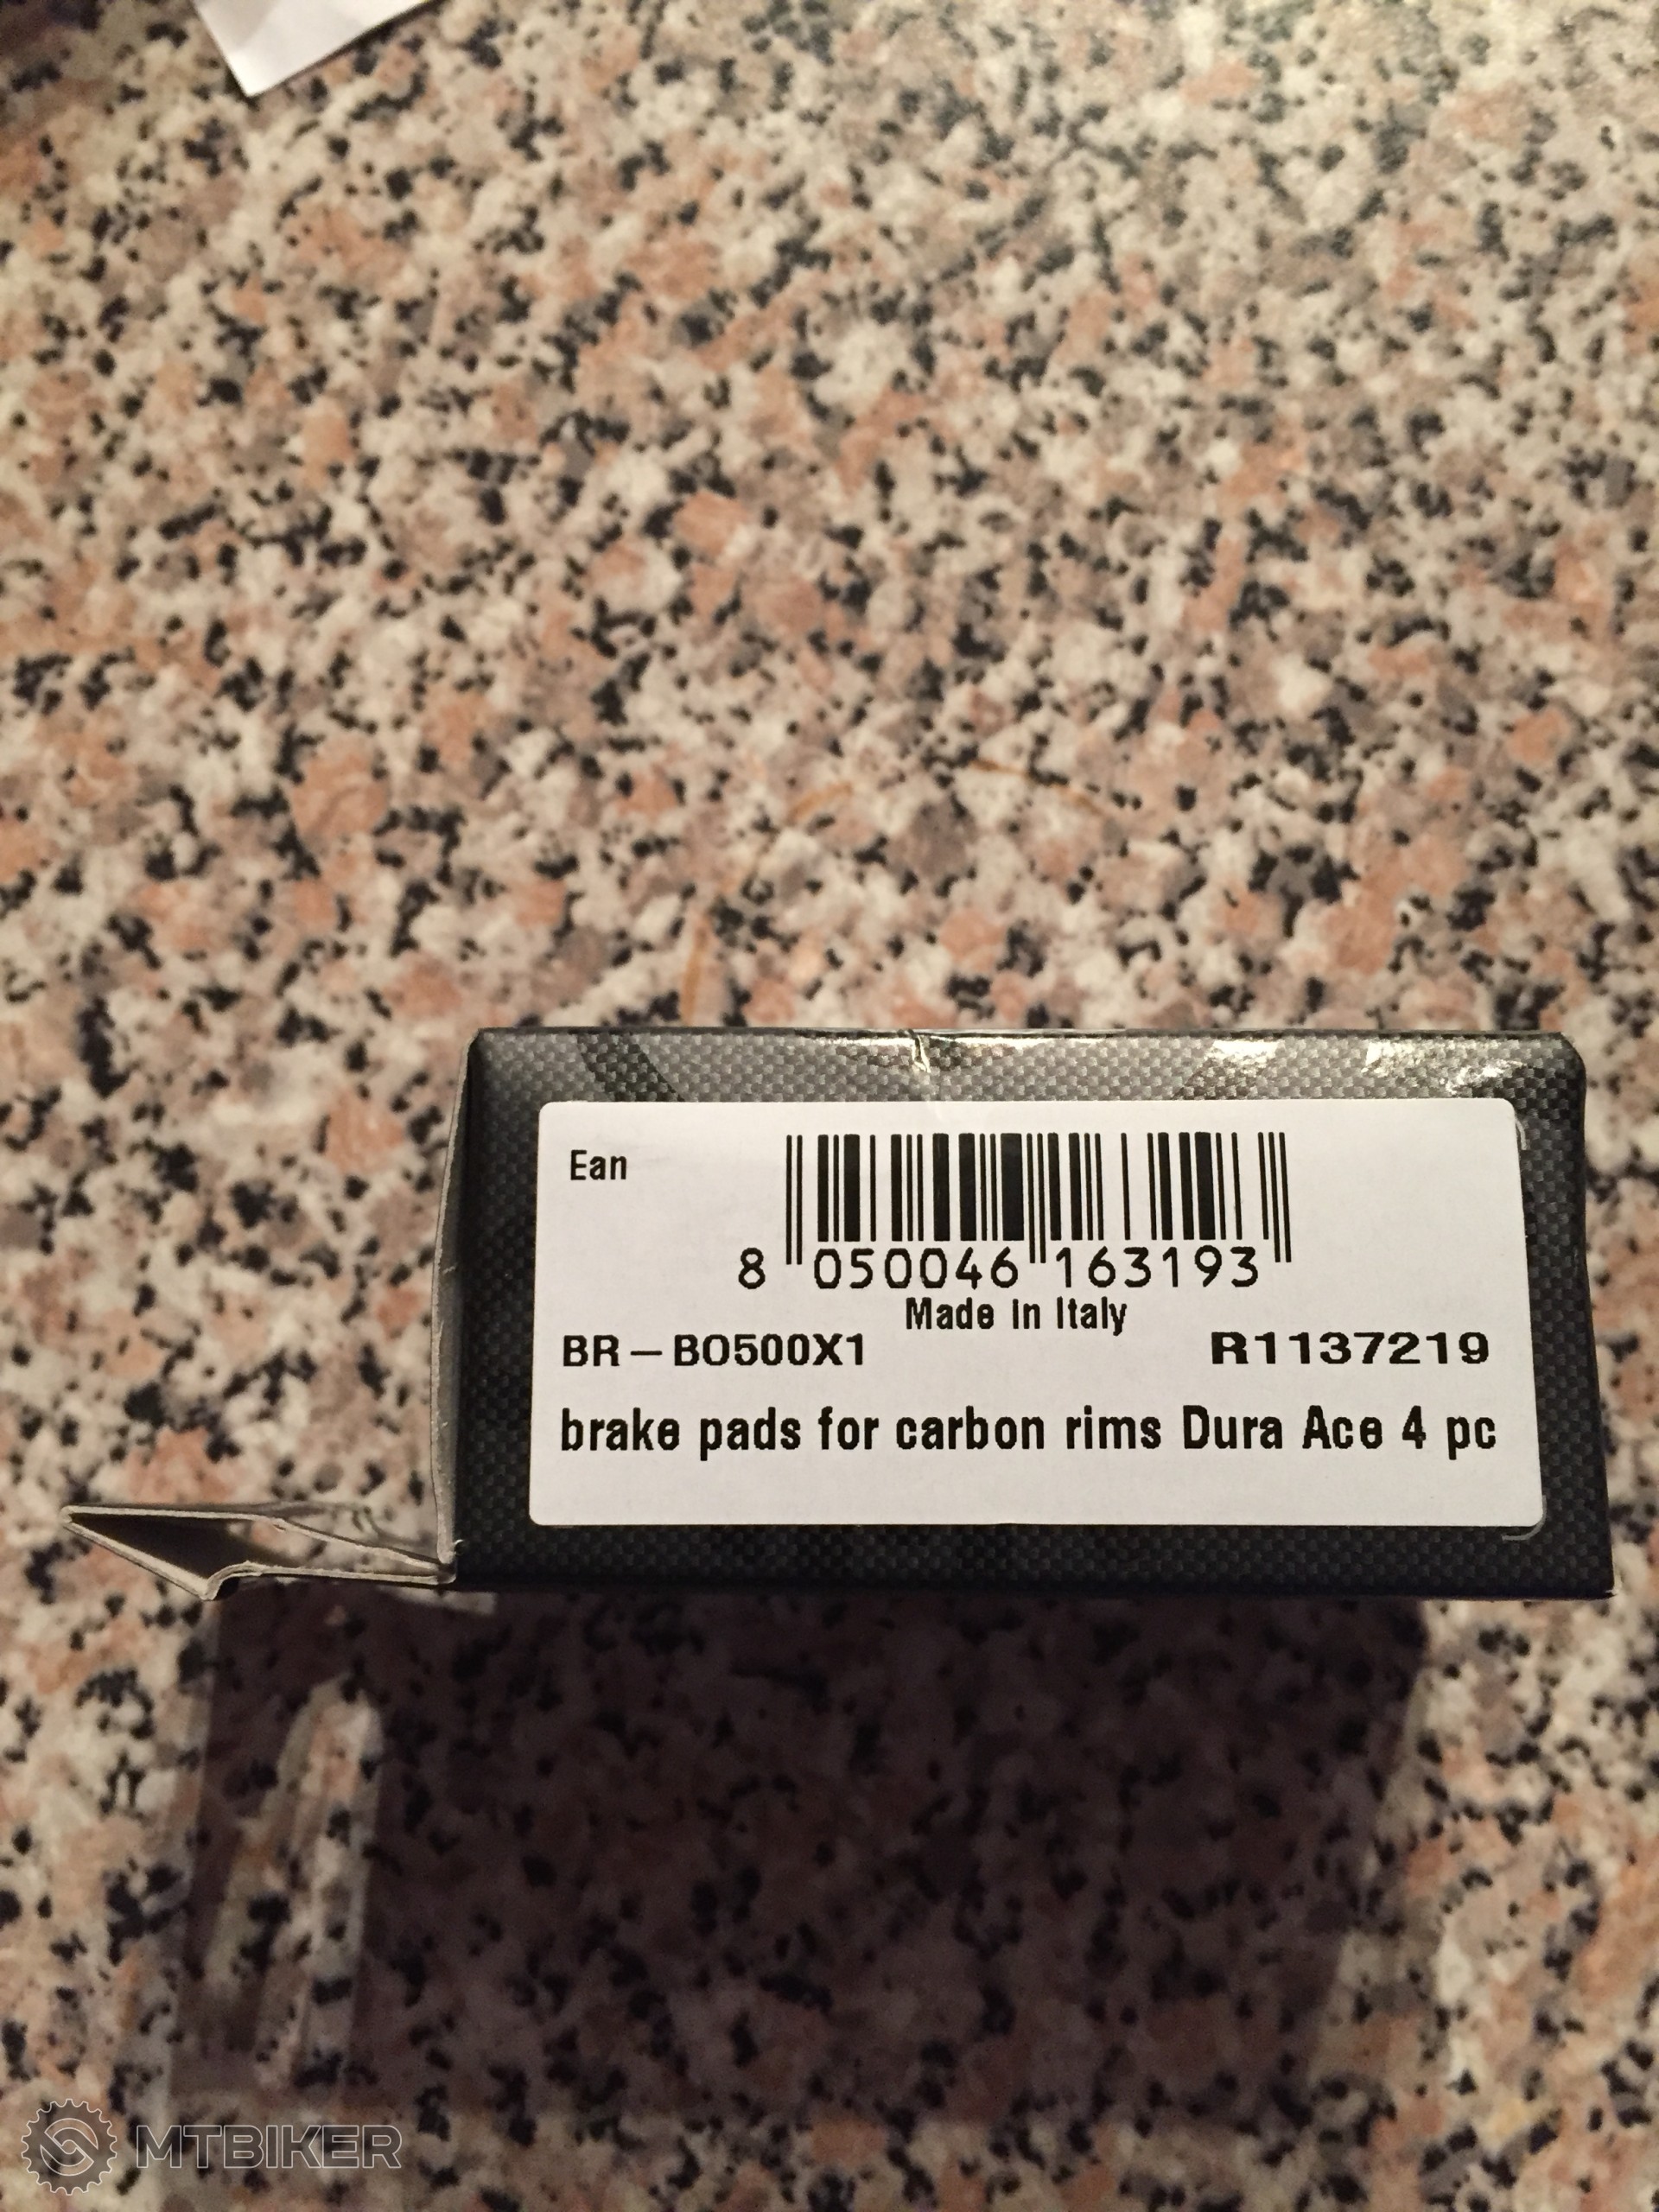 Ean
8 050046 163193
Made in Italy
BR-BO500X1 R1137219
brake pads for carbon rims Dura Ace 4 pc
MTBIKER